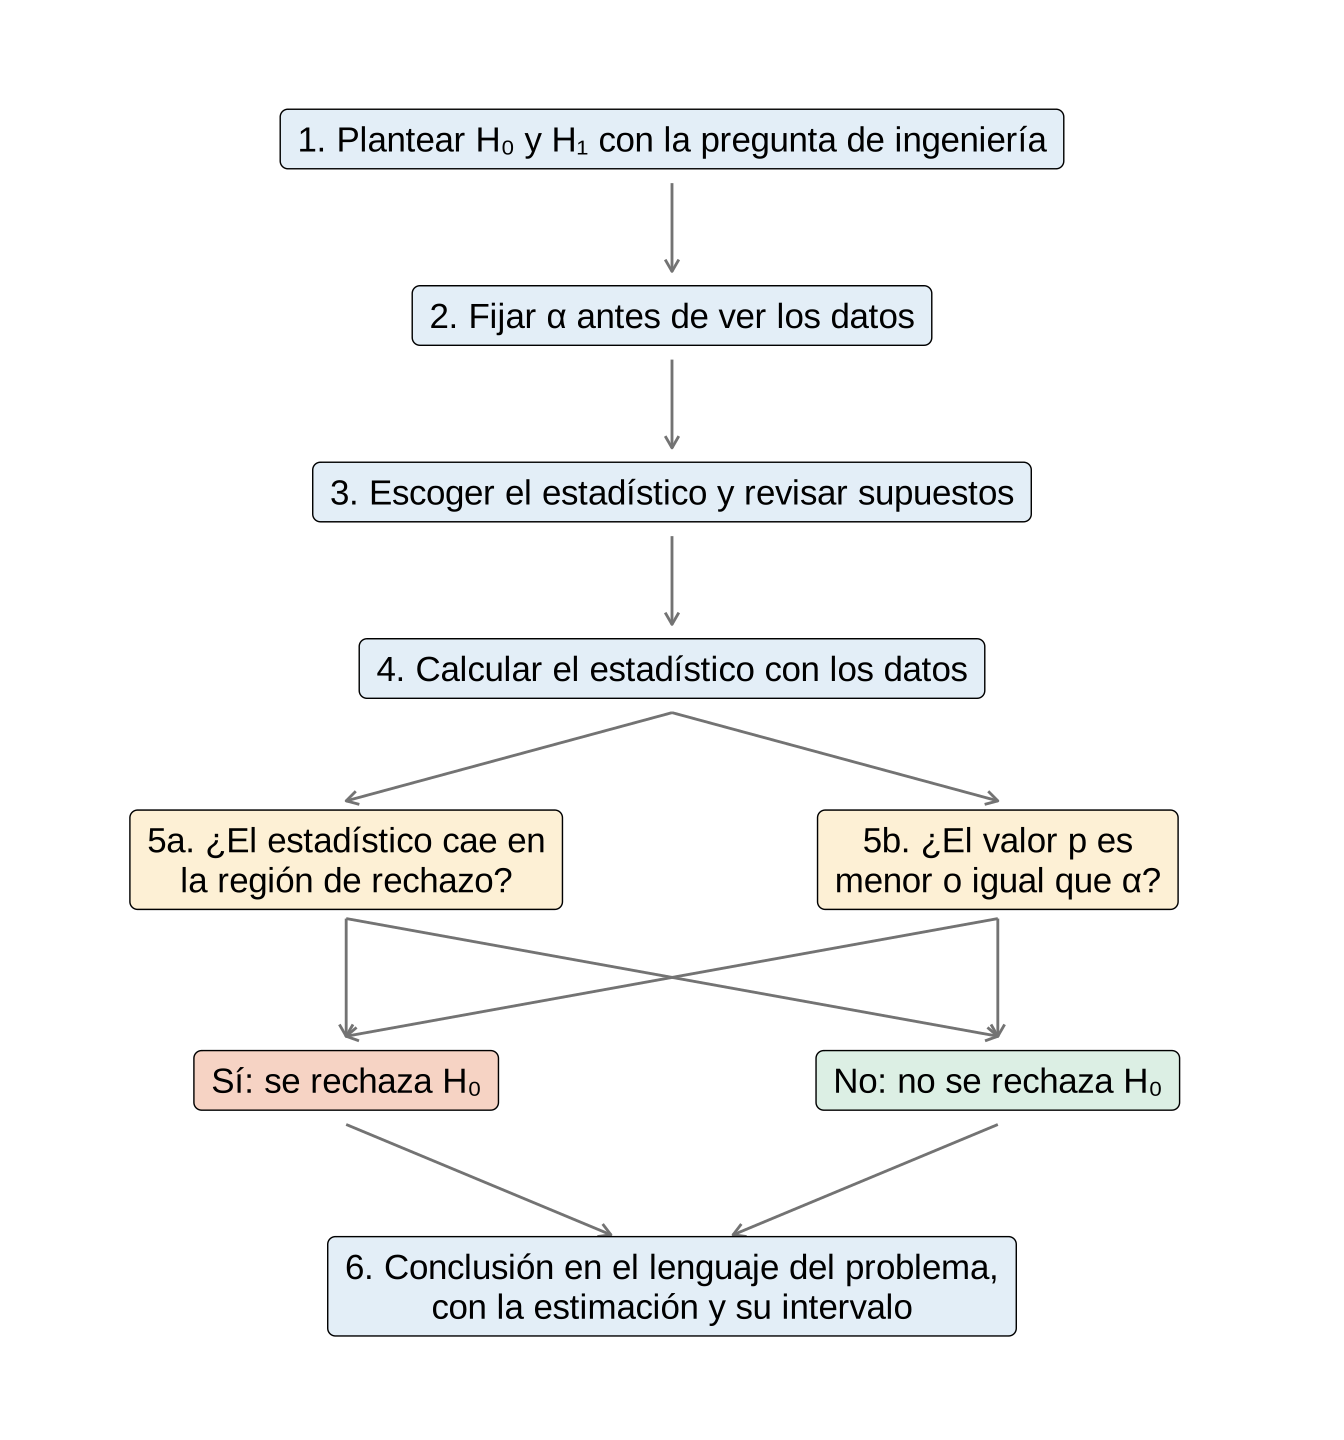 1. Plantear H₀ y H₁ con la pregunta de ingeniería
2. Fijar α antes de ver los datos
3. Escoger el estadístico y revisar supuestos
4. Calcular el estadístico con los datos
5a. ¿El estadístico cae en
la región de rechazo?
5b. ¿El valor p es
menor o igual que α?
Sí: se rechaza H₀
No: no se rechaza H₀
6. Conclusión en el lenguaje del problema,
con la estimación y su intervalo